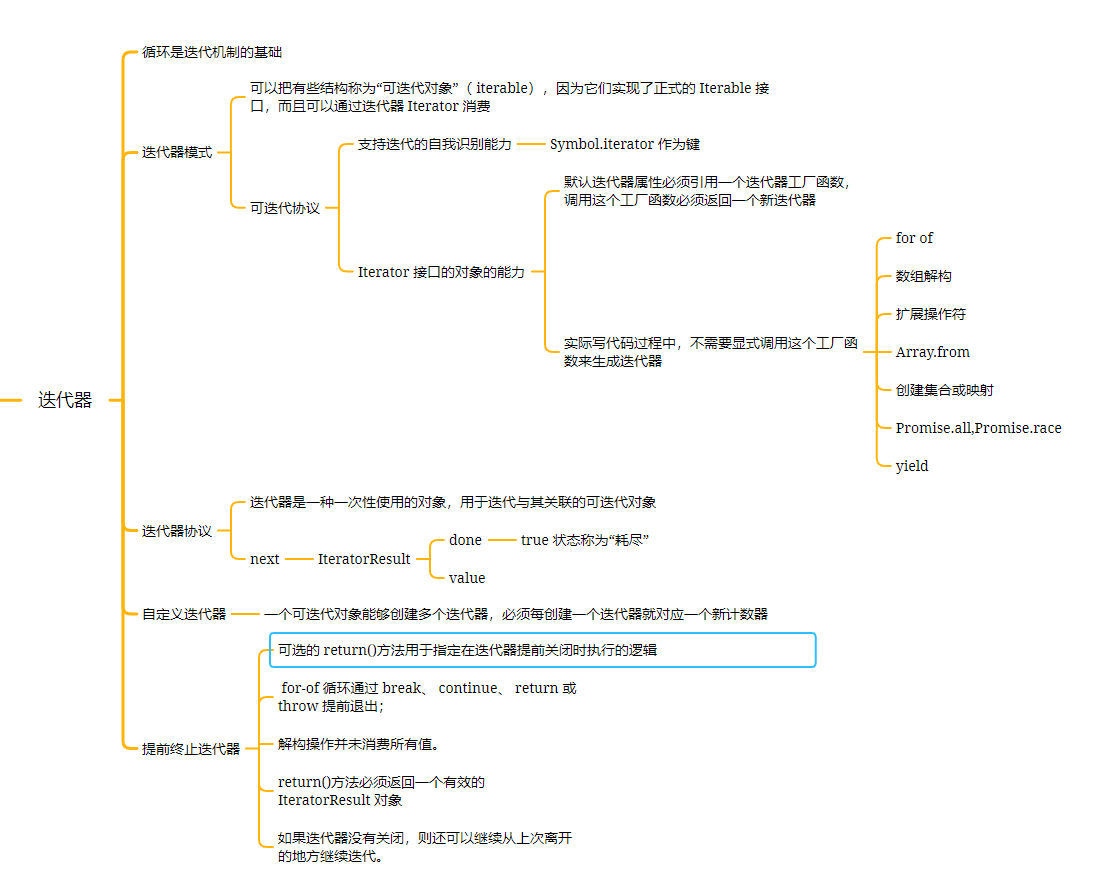 循环是迭代机制的基础
可以把有些结构称为“可迭代对象”（ iterable），因为它们实现了正式的 Iterable 接
口，而且可以通过迭代器 Iterator 消费
迭代器模式
支持迭代的自我识别能力
Symbol.iterator 作为键
可迭代协议
默认迭代器属性必须引用一个迭代器工厂函数，
调用这个工厂函数必须返回一个新迭代器
Iterator 接口的对象的能力
实际写代码过程中，不需要显式调用这个工厂函
数来生成迭代器
for of
数组解构
扩展操作符
Array.from
创建集合或映射
Promise.all,Promise.race
yield
迭代器
迭代器协议
迭代器是一种一次性使用的对象，用于迭代与其关联的可迭代对象
next
IteratorResult
done
true 状态称为“耗尽”
value
自定义迭代器
一个可迭代对象能够创建多个迭代器，必须每创建一个迭代器就对应一个新计数器
提前终止迭代器
可选的 return()方法用于指定在迭代器提前关闭时执行的逻辑
for-of 循环通过 break、 continue、 return 或
throw 提前退出；
解构操作并未消费所有值。
return()方法必须返回一个有效的
IteratorResult 对象
如果迭代器没有关闭，则还可以继续从上次离开
的地方继续迭代。